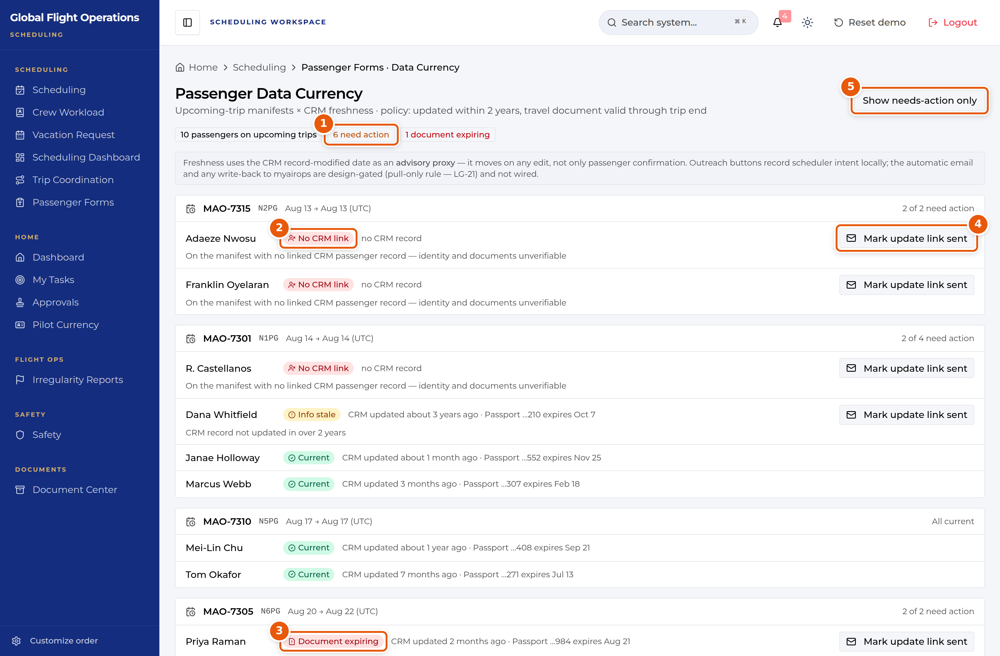 Global Flight Operations
SCHEDULING
SCHEDULING
Scheduling
Crew Workload
Vacation Request
Scheduling Dashboard
Trip Coordination
Passenger Forms
HOME
Dashboard
My Tasks
Approvals
Pilot Currency
FLIGHT OPS
Irregularity Reports
SAFETY
Safety
DOCUMENTS
Document Center
Customize order
SCHEDULING WORKSPACE
Search system... ⌘ K
4
Reset demo
Logout
Home > Scheduling > Passenger Forms · Data Currency
Passenger Data Currency
Upcoming-trip manifests × CRM freshness · policy: updated within 2 years, travel document valid through trip end
5
Show needs-action only
1
10 passengers on upcoming trips
6 need action
1 document expiring
Freshness uses the CRM record-modified date as an advisory proxy — it moves on any edit, not only passenger confirmation. Outreach buttons record scheduler intent locally; the automatic email
and any write-back to myairops are design-gated (pull-only rule — LG-21) and not wired.
MAO-7315 N2PG Aug 13 → Aug 13 (UTC) 2 of 2 need action
2
4
Adaeze Nwosu No CRM link no CRM record Mark update link sent
On the manifest with no linked CRM passenger record — identity and documents unverifiable
Franklin Oyelaran No CRM link no CRM record Mark update link sent
On the manifest with no linked CRM passenger record — identity and documents unverifiable
MAO-7301 N1PG Aug 14 → Aug 14 (UTC) 2 of 4 need action
R. Castellanos No CRM link no CRM record Mark update link sent
On the manifest with no linked CRM passenger record — identity and documents unverifiable
Dana Whitfield Info stale CRM updated about 3 years ago · Passport ...210 expires Oct 7 Mark update link sent
CRM record not updated in over 2 years
Janae Holloway Current CRM updated about 1 month ago · Passport ...552 expires Nov 25
Marcus Webb Current CRM updated 3 months ago · Passport ...307 expires Feb 18
MAO-7310 N5PG Aug 17 → Aug 17 (UTC) All current
Mei-Lin Chu Current CRM updated about 1 year ago · Passport ...408 expires Sep 21
Tom Okafor Current CRM updated 7 months ago · Passport ...271 expires Jul 13
MAO-7305 N6PG Aug 20 → Aug 22 (UTC) 2 of 2 need action
3
Priya Raman Document expiring CRM updated 2 months ago · Passport ...984 expires Aug 21 Mark update link sent